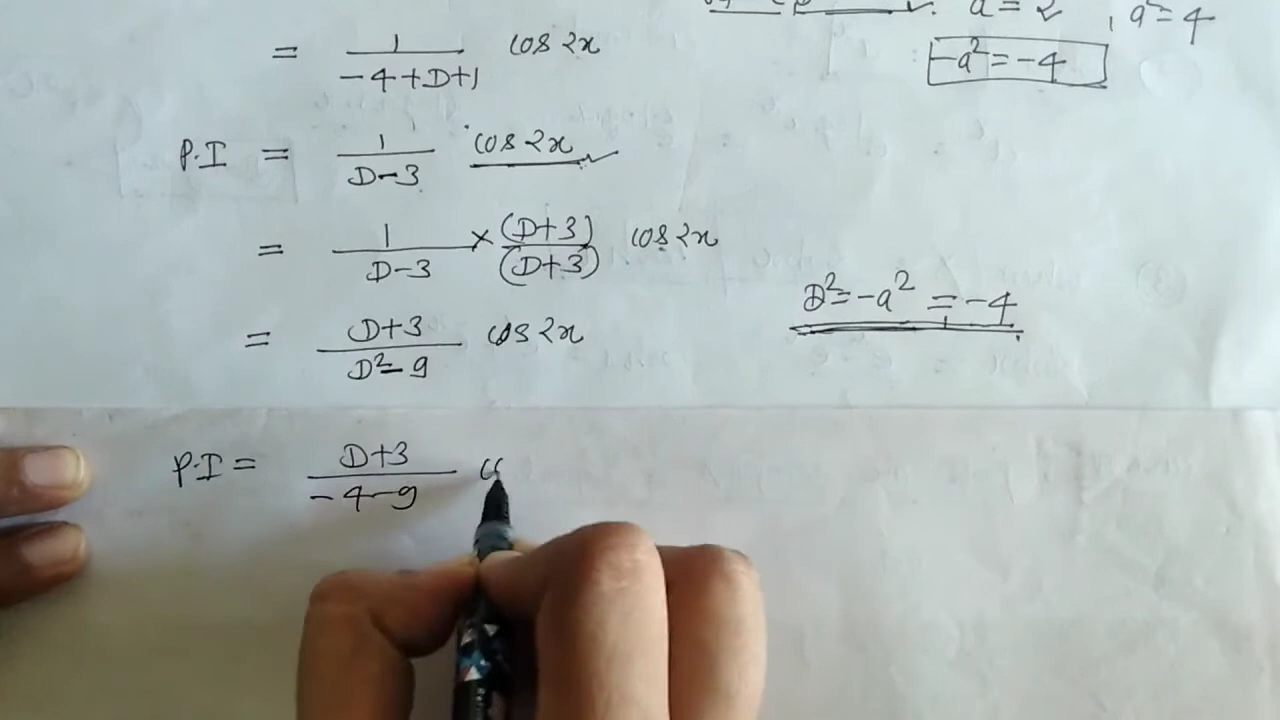 a = 2 , a² = 4
= 1/(-4+D+1) cos 2x
-a² = -4
P.I = 1/(D-3) cos 2x
= 1/(D-3) × (D+3)/(D+3) cos 2x
D² = -a² = -4
= (D+3)/(D²-9) cos 2x
P.I = (D+3)/(-4-9)